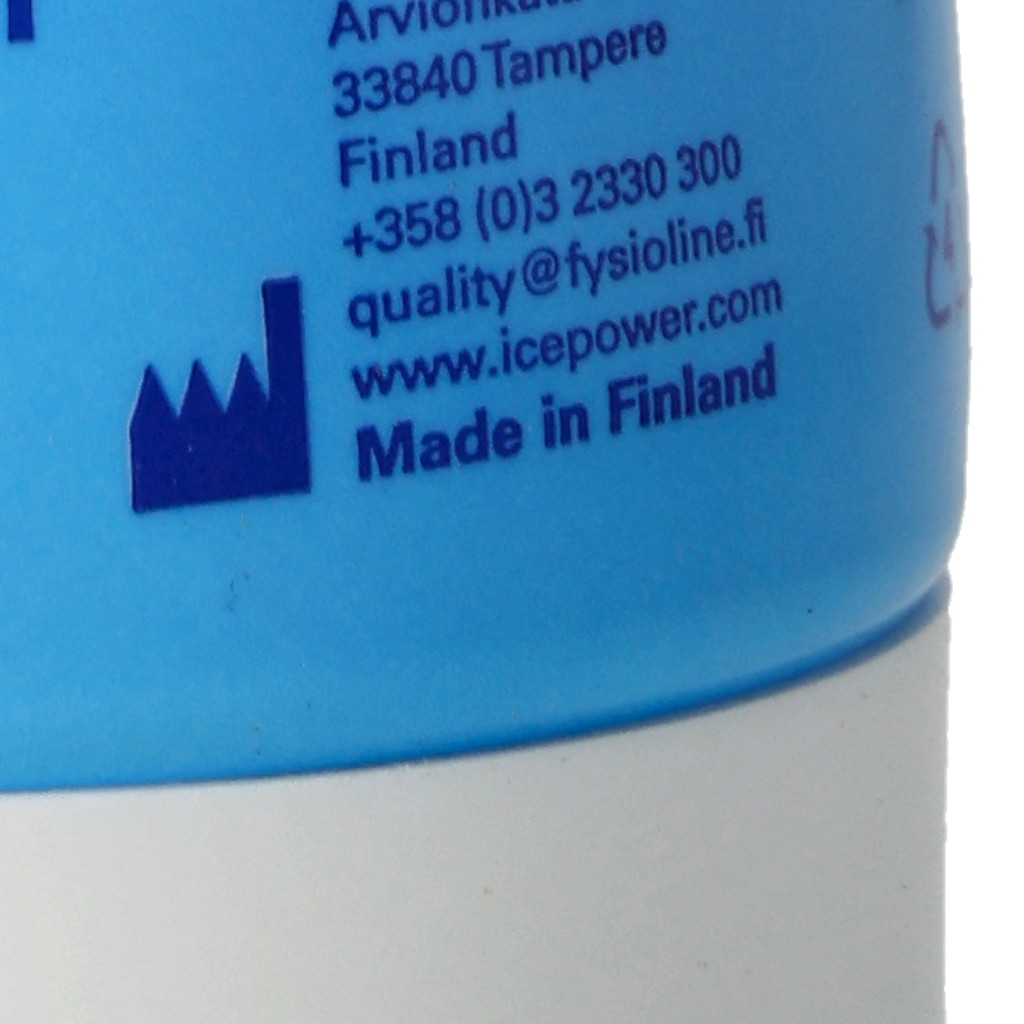 33840 Tampere
Finland
+358 (0)3 2330 300
quality@fysioline.fi
www.icepower.com
Made in Finland